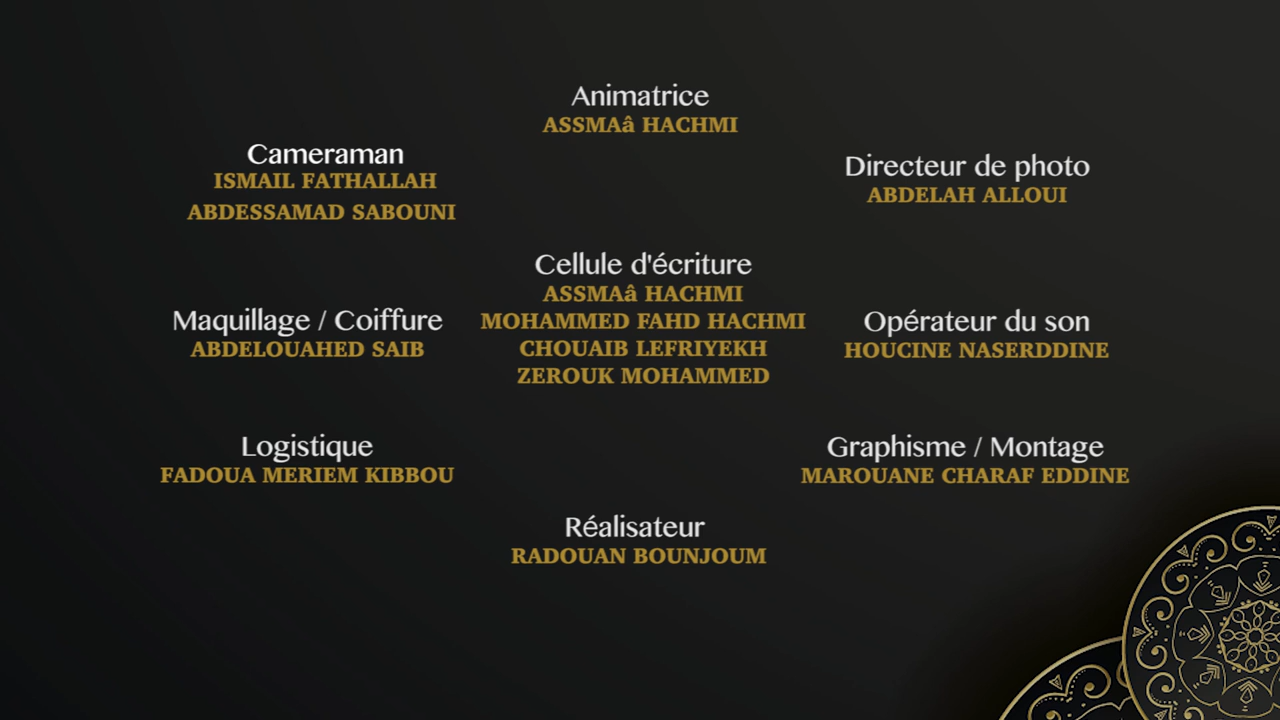 Animatrice
ASSMAâ HACHMI
Cameraman
ISMAIL FATHALLAH
ABDESSAMAD SABOUNI
Directeur de photo
ABDELAH ALLOUI
Cellule d'écriture
ASSMAâ HACHMI
MOHAMMED FAHD HACHMI
CHOUAIB LEFRIYEKH
ZEROUK MOHAMMED
Maquillage / Coiffure
ABDELOUAHED SAIB
Opérateur du son
HOUCINE NASERDDINE
Logistique
FADOUA MERIEM KIBBOU
Graphisme / Montage
MAROUANE CHARAF EDDINE
Réalisateur
RADOUAN BOUNJOUM